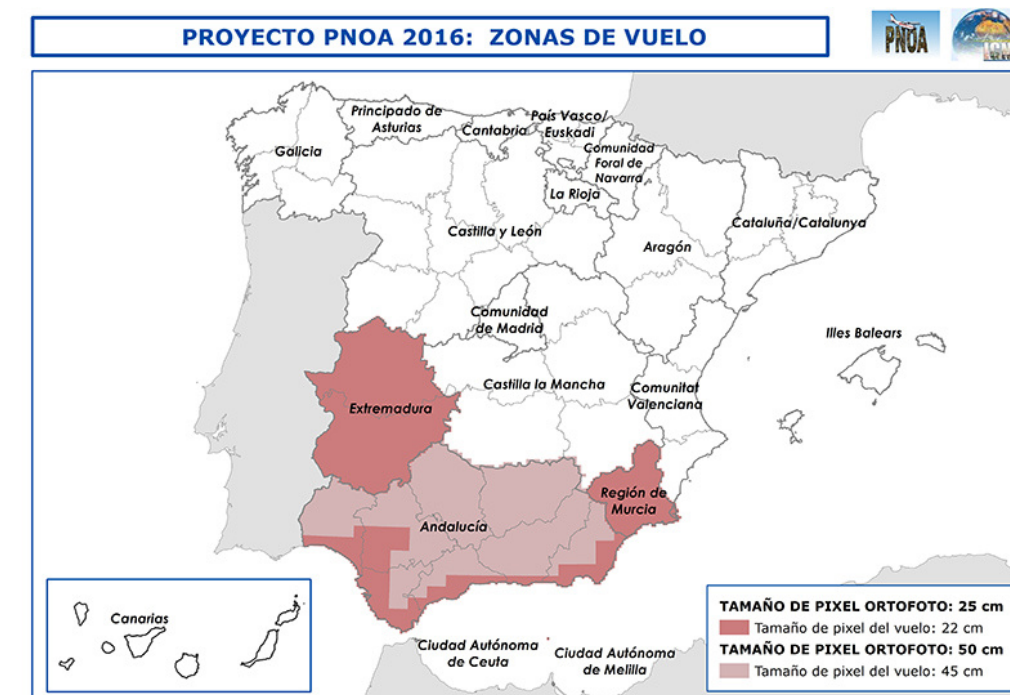 PROYECTO PNOA 2016: ZONAS DE VUELO
PNOA
IGN
Principado de
Asturias
Cantabria
País Vasco/
Euskadi
Galicia
Comunidad
Foral de
Navarra
La Rioja
Cataluña/Catalunya
Castilla y León
Aragón
Comunidad
de Madrid
Illes Balears
Castilla la Mancha
Comunitat
Valenciana
Extremadura
Región de
Murcia
Andalucía
Canarias
Ciudad Autónoma
de Ceuta
Ciudad Autónoma
de Melilla
TAMAÑO DE PIXEL ORTOFOTO: 25 cm
Tamaño de pixel del vuelo: 22 cm
TAMAÑO DE PIXEL ORTOFOTO: 50 cm
Tamaño de pixel del vuelo: 45 cm